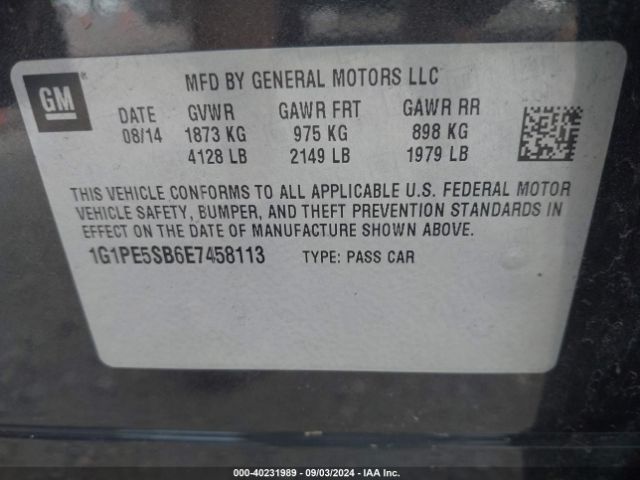 GM
MFD BY GENERAL MOTORS LLC
DATE GVWR GAWR FRT GAWR RR
08/14 1873 KG 975 KG 898 KG
4128 LB 2149 LB 1979 LB
THIS VEHICLE CONFORMS TO ALL APPLICABLE U.S. FEDERAL MOTOR
VEHICLE SAFETY, BUMPER, AND THEFT PREVENTION STANDARDS IN
EFFECT ON THE DATE OF MANUFACTURE SHOWN ABOVE.
1G1PE5SB6E7458113 TYPE: PASS CAR
000-40231989 - 09/03/2024 - IAA Inc.